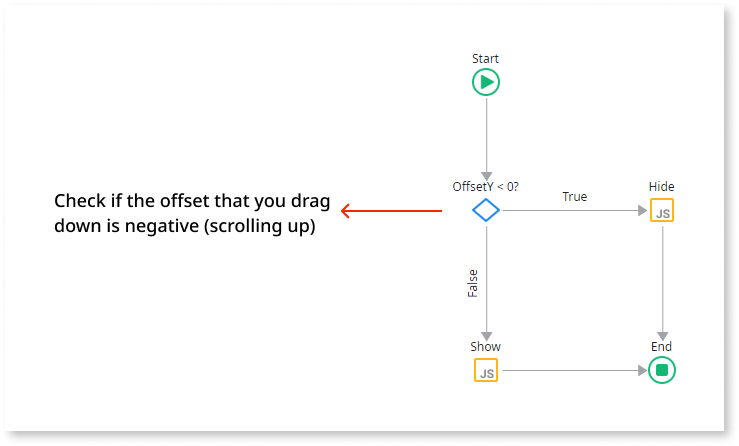 Start
OffsetY < 0?
True
Hide
JS
Check if the offset that you drag
down is negative (scrolling up)
False
Show
JS
End